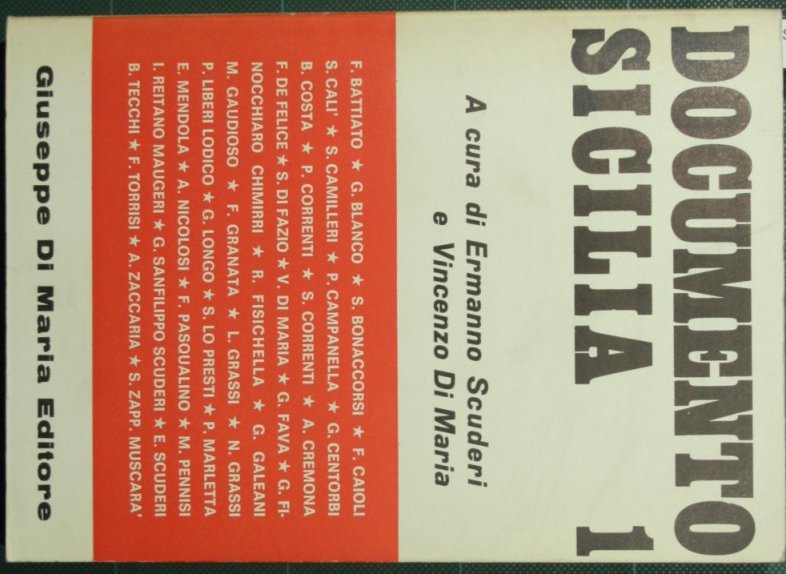 DOCUMENTO
SICILIA 1
A cura di Ermanno Scuderi
e Vincenzo Di Maria
F. BATTIATO ★ G. BLANCO ★ S. BONACCORSI ★ F. CAIOLI
S. CALI' ★ S. CAMILLERI ★ P. CAMPANELLA ★ G. CENTORBI
B. COSTA ★ P. CORRENTI ★ S. CORRENTI ★ A. CREMONA
F. DE FELICE ★ S. DI FAZIO ★ V. DI MARIA ★ G. FAVA ★ G. FI-
NOCCHIARO CHIMIRRI ★ R. FISICHELLA ★ G. GALEANI
M. GAUDIOSO ★ F. GRANATA ★ L. GRASSI ★ N. GRASSI
P. LIBERI LODICO ★ G. LONGO ★ S. LO PRESTI ★ P. MARLETTA
E. MENDOLA ★ A. NICOLOSI ★ F. PASQUALINO ★ M. PENNISI
I. REITANO MAUGERI ★ G. SANFILIPPO SCUDERI ★ E. SCUDERI
B. TECCHI ★ F. TORRISI ★ A. ZACCARIA ★ S. ZAPP. MUSCARA'
Giuseppe Di Maria Editore